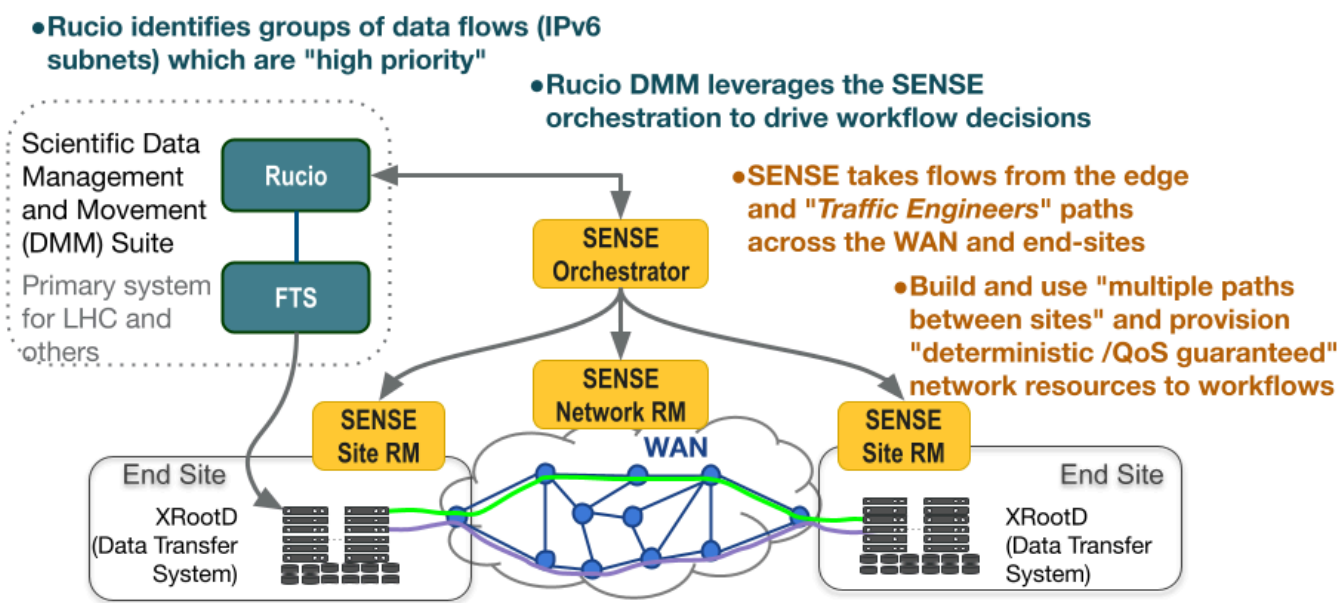 ●Rucio identifies groups of data flows (IPv6
subnets) which are "high priority"
●Rucio DMM leverages the SENSE
orchestration to drive workflow decisions
Scientific Data
Management
and Movement
(DMM) Suite
Primary system
for LHC and
others
Rucio
FTS
●SENSE takes flows from the edge
and "Traffic Engineers" paths
across the WAN and end-sites
●Build and use "multiple paths
between sites" and provision
"deterministic /QoS guaranteed"
network resources to workflows
SENSE
Orchestrator
SENSE
Site RM
SENSE
Network RM
SENSE
Site RM
WAN
End Site
XRootD
(Data Transfer
System)
End Site
XRootD
(Data Transfer
System)